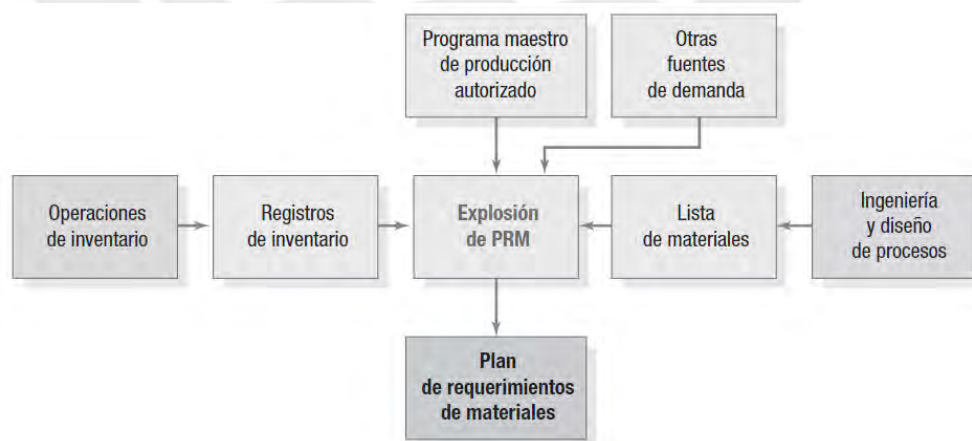 Programa maestro
de producción
autorizado
Otras
fuentes
de demanda
Operaciones
de inventario
Registros
de inventario
Explosión
de PRM
Lista
de materiales
Ingeniería
y diseño
de procesos
Plan
de requerimientos
de materiales